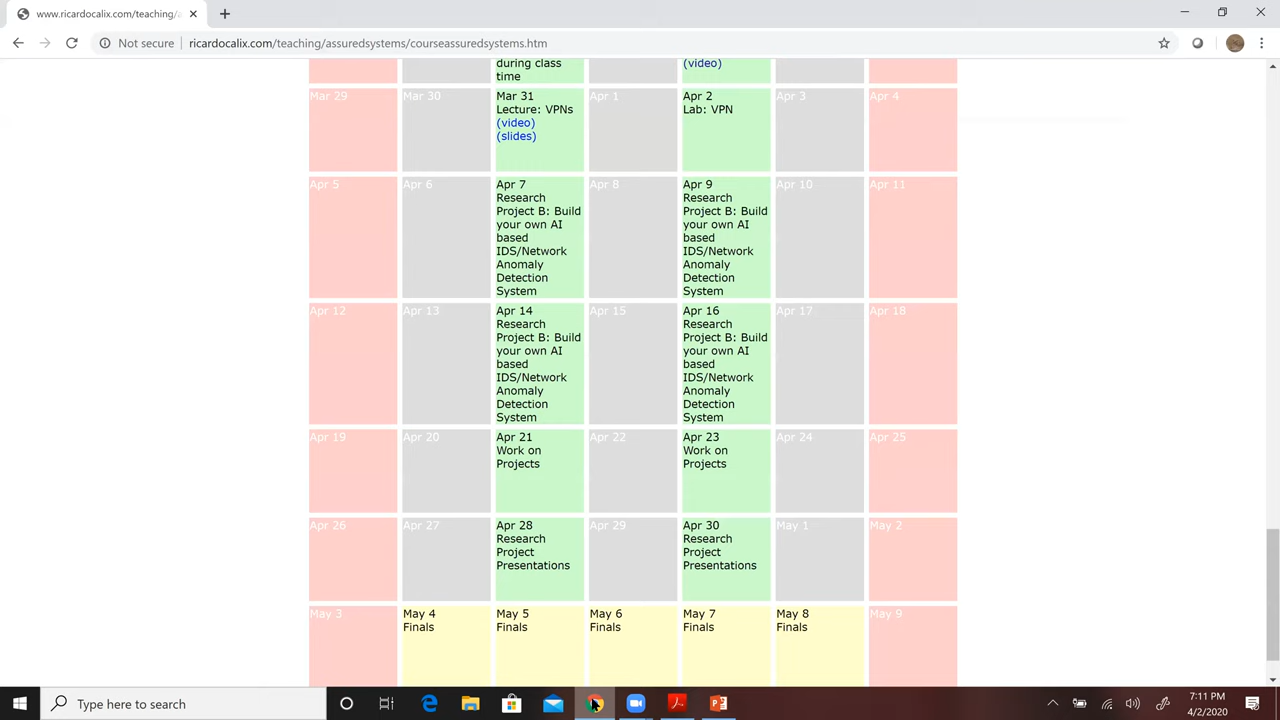 www.ricardocalix.com/teaching/a
Not secure
ricardocalix.com/teaching/assuredsystems/courseassuredsystems.htm
during class
time
(video)
Mar 29
Mar 30
Mar 31
Lecture: VPNs
(video)
(slides)
Apr 1
Apr 2
Lab: VPN
Apr 3
Apr 4
Apr 5
Apr 6
Apr 7
Research
Project B: Build
your own AI
based
IDS/Network
Anomaly
Detection
System
Apr 8
Apr 9
Research
Project B: Build
your own AI
based
IDS/Network
Anomaly
Detection
System
Apr 10
Apr 11
Apr 12
Apr 13
Apr 14
Research
Project B: Build
your own AI
based
IDS/Network
Anomaly
Detection
System
Apr 15
Apr 16
Research
Project B: Build
your own AI
based
IDS/Network
Anomaly
Detection
System
Apr 17
Apr 18
Apr 19
Apr 20
Apr 21
Work on
Projects
Apr 22
Apr 23
Work on
Projects
Apr 24
Apr 25
Apr 26
Apr 27
Apr 28
Research
Project
Presentations
Apr 29
Apr 30
Research
Project
Presentations
May 1
May 2
May 3
May 4
Finals
May 5
Finals
May 6
Finals
May 7
Finals
May 8
Finals
May 9
Type here to search
7:11 PM
4/2/2020